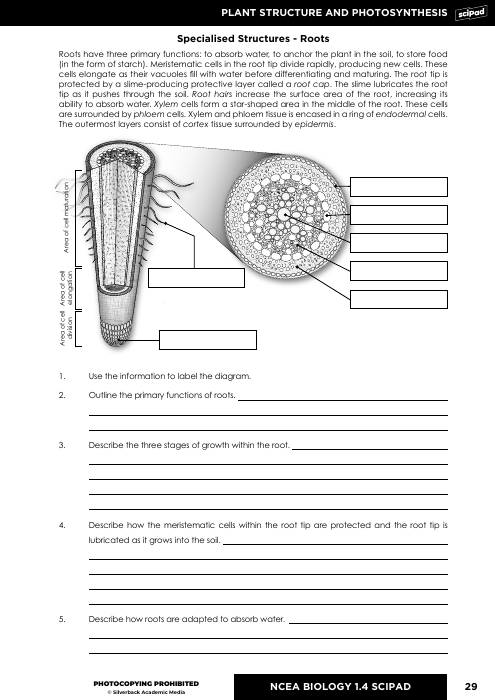 PLANT STRUCTURE AND PHOTOSYNTHESIS
scipad
Specialised Structures - Roots
Roots have three primary functions: to absorb water, to anchor the plant in the soil, to store food
(in the form of starch). Meristematic cells in the root tip divide rapidly, producing new cells. These
cells elongate as their vacuoles fill with water before differentiating and maturing. The root tip is
protected by a slime-producing protective layer called a root cap. The slime lubricates the root
tip as it pushes through the soil. Root hairs increase the surface area of the root, increasing its
ability to absorb water. Xylem cells form a star-shaped area in the middle of the root. These cells
are surrounded by phloem cells. Xylem and phloem tissue is encased in a ring of endodermal cells.
The outermost layers consist of cortex tissue surrounded by epidermis.
Area of cell maturation
Area of cell
elongation
Area of cell
division
1. Use the information to label the diagram.
2. Outline the primary functions of roots.
3. Describe the three stages of growth within the root.
4. Describe how the meristematic cells within the root tip are protected and the root tip is
lubricated as it grows into the soil.
5. Describe how roots are adapted to absorb water.
PHOTOCOPYING PROHIBITED
© Silverback Academic Media
NCEA BIOLOGY 1.4 SCIPAD
29